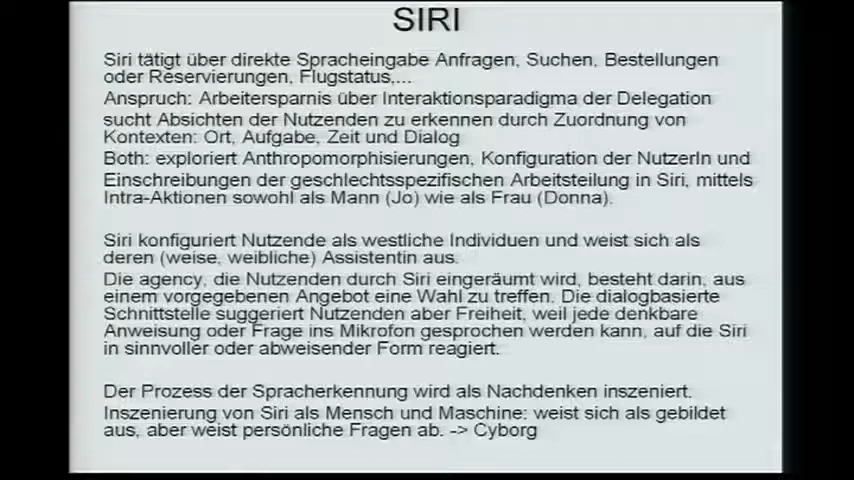 SIRI
Siri tätigt über direkte Spracheingabe Anfragen, Suchen, Bestellungen
oder Reservierungen, Flugstatus,...
Anspruch: Arbeitersparnis über Interaktionsparadigma der Delegation
sucht Absichten der Nutzenden zu erkennen durch Zuordnung von
Kontexten: Ort, Aufgabe, Zeit und Dialog
Both: exploriert Anthropomorphisierungen, Konfiguration der NutzerIn und
Einschreibungen der geschlechtsspezifischen Arbeitsteilung in Siri, mittels
Intra-Aktionen sowohl als Mann (Jo) wie als Frau (Donna).
Siri konfiguriert Nutzende als westliche Individuen und weist sich als
deren (weise, weibliche) Assistentin aus.
Die agency, die Nutzenden durch Siri eingeräumt wird, besteht darin, aus
einem vorgegebenen Angebot eine Wahl zu treffen. Die dialogbasierte
Schnittstelle suggeriert Nutzenden aber Freiheit, weil jede denkbare
Anweisung oder Frage ins Mikrofon gesprochen werden kann, auf die Siri
in sinnvoller oder abweisender Form reagiert.
Der Prozess der Spracherkennung wird als Nachdenken inszeniert.
Inszenierung von Siri als Mensch und Maschine: weist sich als gebildet
aus, aber weist persönliche Fragen ab. -> Cyborg